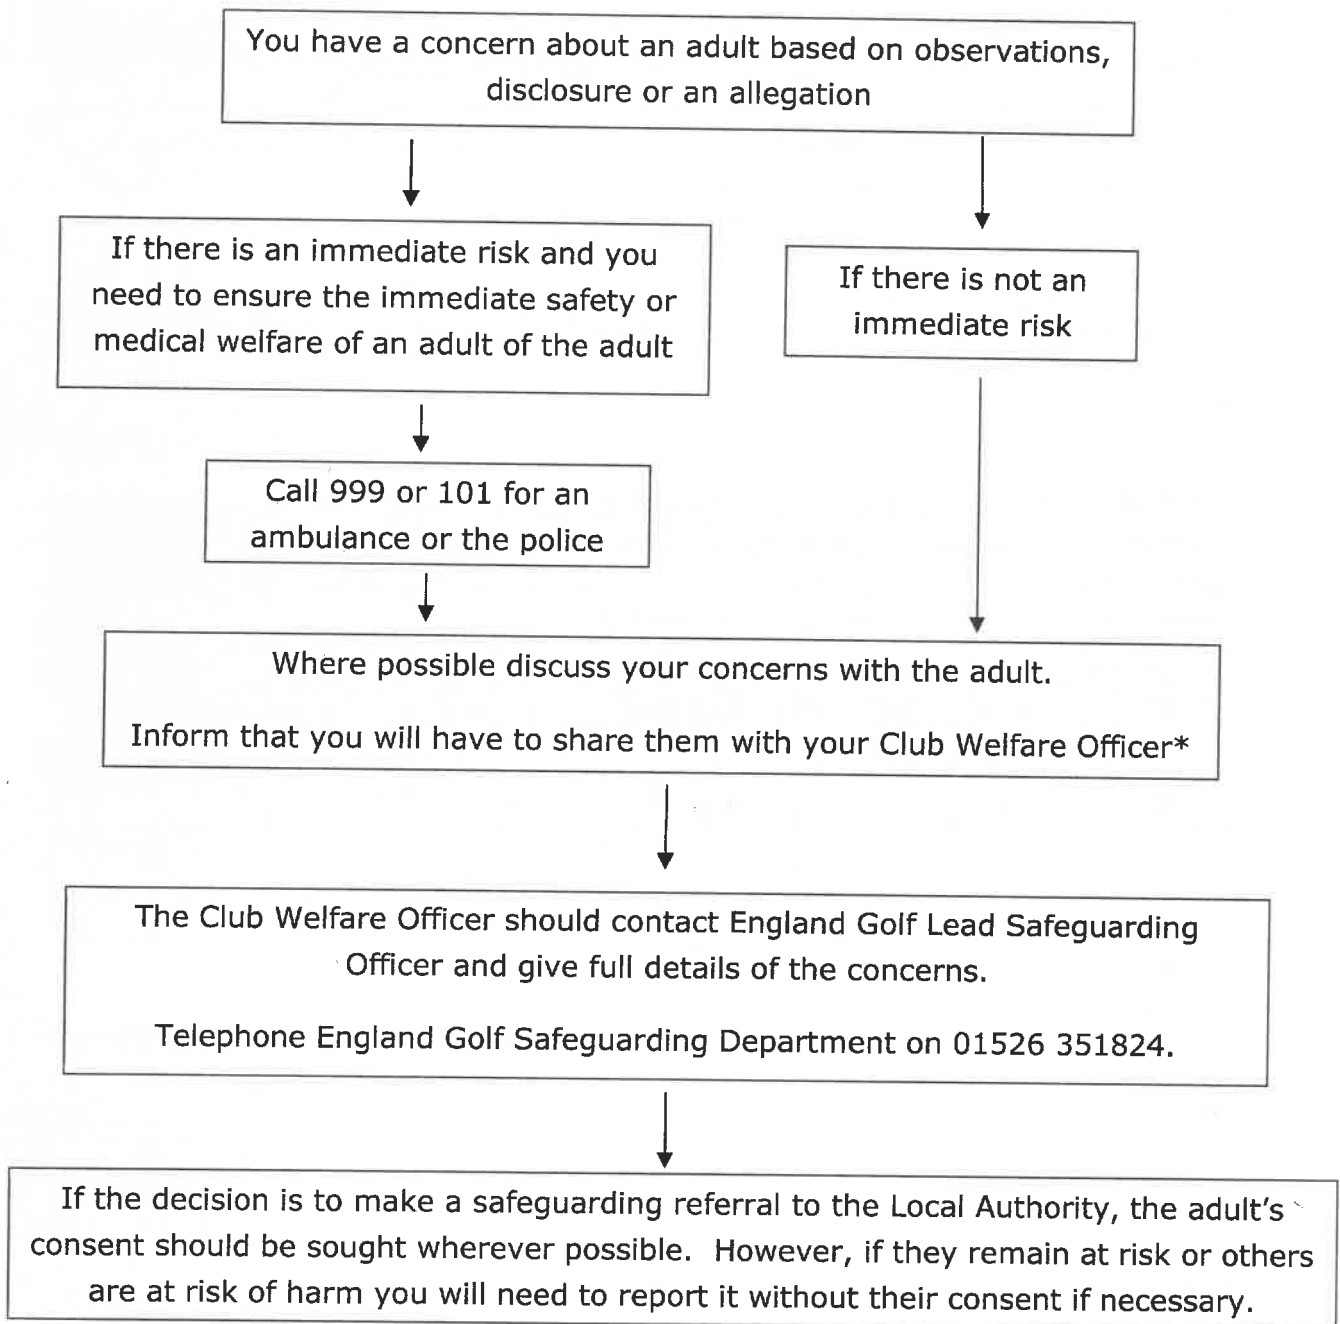 You have a concern about an adult based on observations,
disclosure or an allegation
If there is an immediate risk and you
need to ensure the immediate safety or
medical welfare of an adult of the adult
If there is not an
immediate risk
Call 999 or 101 for an
ambulance or the police
Where possible discuss your concerns with the adult.
Inform that you will have to share them with your Club Welfare Officer*
The Club Welfare Officer should contact England Golf Lead Safeguarding
Officer and give full details of the concerns.
Telephone England Golf Safeguarding Department on 01526 351824.
If the decision is to make a safeguarding referral to the Local Authority, the adult's
consent should be sought wherever possible.  However, if they remain at risk or others
are at risk of harm you will need to report it without their consent if necessary.